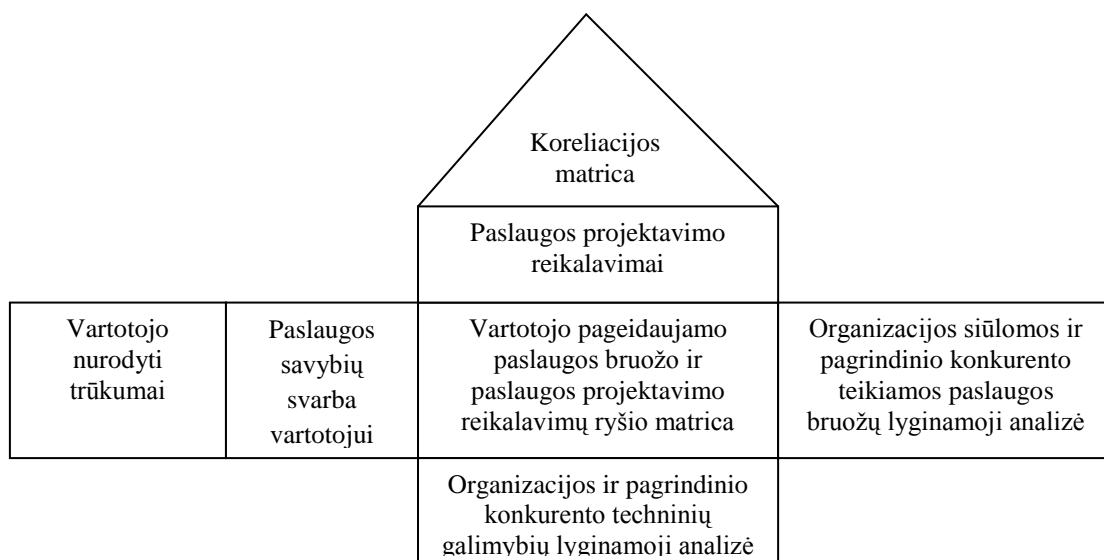 Koreliacijos
matrica
Paslaugos projektavimo
reikalavimai
Vartotojo
nurodyti
trūkumai
Paslaugos
savybių
svarba
vartotojui
Vartotojo pageidaujamo
paslaugos bruožo ir
paslaugos projektavimo
reikalavimų ryšio matrica
Organizacijos siūlomos ir
pagrindinio konkurento
teikiamos paslaugos
bruožų lyginamoji analizė
Organizacijos ir pagrindinio
konkurento techninių
galimybių lyginamoji analizė